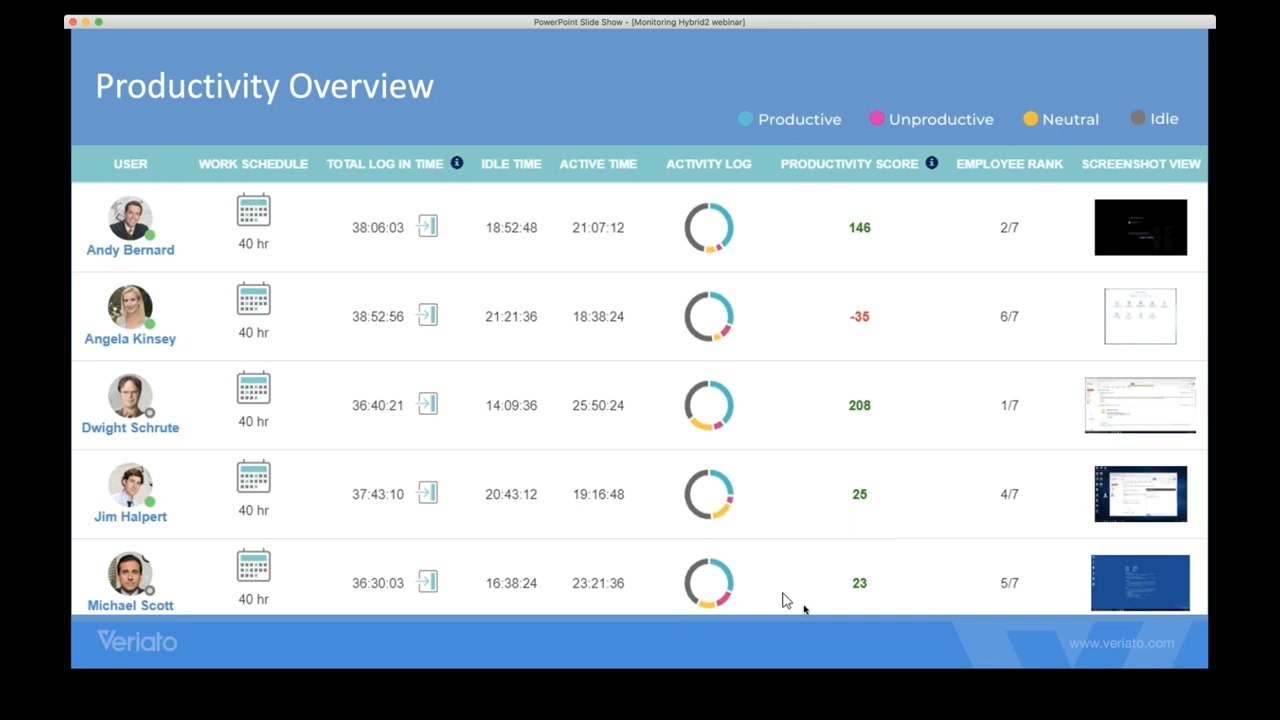 PowerPoint Slide Show - [Monitoring Hybrid2 webinar]
Productivity Overview
Productive Unproductive Neutral Idle
USER WORK SCHEDULE TOTAL LOG IN TIME i IDLE TIME ACTIVE TIME ACTIVITY LOG PRODUCTIVITY SCORE i EMPLOYEE RANK SCREENSHOT VIEW
Andy Bernard 40 hr 38:06:03 18:52:48 21:07:12 146 2/7
Angela Kinsey 40 hr 38:52:56 21:21:36 18:38:24 -35 6/7
Dwight Schrute 40 hr 36:40:21 14:09:36 25:50:24 208 1/7
Jim Halpert 40 hr 37:43:10 20:43:12 19:16:48 25 4/7
Michael Scott 40 hr 36:30:03 16:38:24 23:21:36 23 5/7
Veriato www.veriato.com